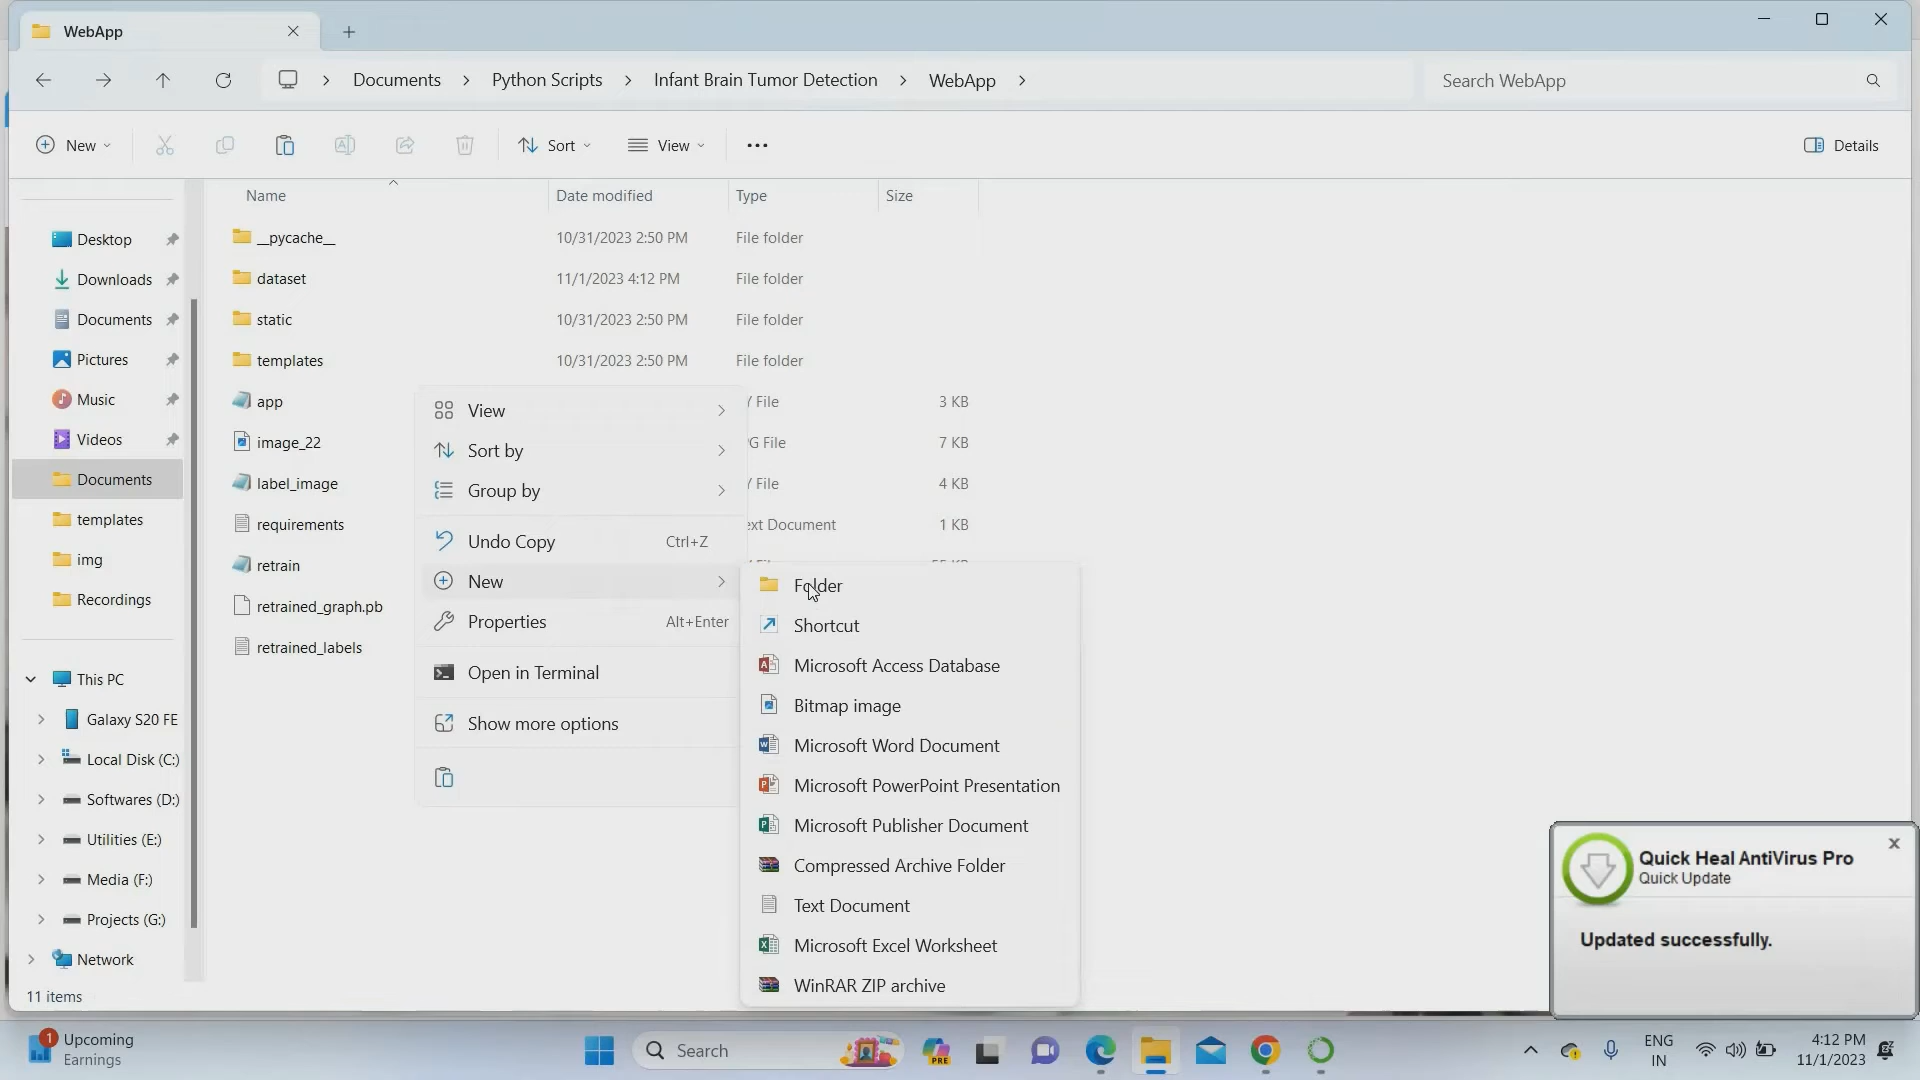 WebApp
Documents
Python Scripts
Infant Brain Tumor Detection
WebApp
Search WebApp
New
Sort
View
Details
Name
Date modified
Type
Size
Desktop
Downloads
Documents
Pictures
Music
Videos
Documents
templates
img
Recordings
This PC
Galaxy S20 FE
Local Disk (C:)
Softwares (D:)
Utilities (E:)
Media (F:)
Projects (G:)
Network
__pycache__ 10/31/2023 2:50 PM File folder
dataset 11/1/2023 4:12 PM File folder
static 10/31/2023 2:50 PM File folder
templates 10/31/2023 2:50 PM File folder
app File 3 KB
image_22 G File 7 KB
label_image File 4 KB
requirements ext Document 1 KB
retrain
retrained_graph.pb
retrained_labels
View
Sort by
Group by
Undo Copy Ctrl+Z
New
Properties Alt+Enter
Open in Terminal
Show more options
Folder
Shortcut
Microsoft Access Database
Bitmap image
Microsoft Word Document
Microsoft PowerPoint Presentation
Microsoft Publisher Document
Compressed Archive Folder
Text Document
Microsoft Excel Worksheet
WinRAR ZIP archive
Quick Heal AntiVirus Pro
Quick Update
Updated successfully.
11 items
1
Upcoming
Earnings
Search
PRE
ENG
IN
4:12 PM
11/1/2023